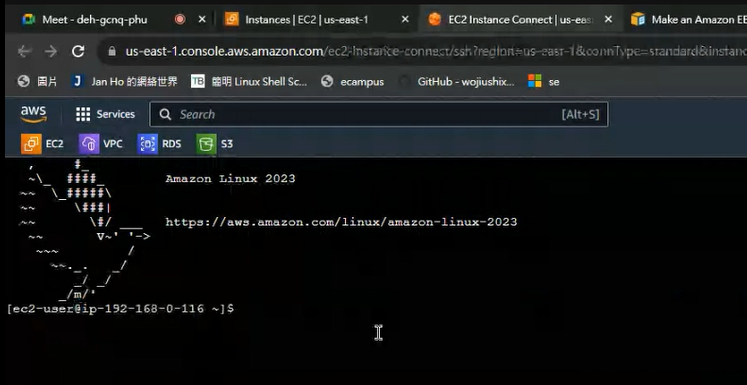 Meet - deh-gcnq-phu
Instances | EC2 | us-east-1
EC2 Instance Connect | us-eas
Make an Amazon EB
us-east-1.console.aws.amazon.com/ec2-instance-connect/ssh?region=us-east-1&connType=standard&instanc
圖片
Jan Ho 的網絡世界
TB 簡明 Linux Shell Sc...
ecampus
GitHub - wojiushix...
se
aws
Services
Search
[Alt+S]
EC2
VPC
RDS
S3
   ,     #_
   ~\_  ####_        Amazon Linux 2023
  ~~  \_#####\
  ~~     \###|
  ~~       \#/ ___   https://aws.amazon.com/linux/amazon-linux-2023
   ~~       V~' '->
    ~~~         /
      ~~._.   _/
         _/ _/
       _/m/'
[ec2-user@ip-192-168-0-116 ~]$